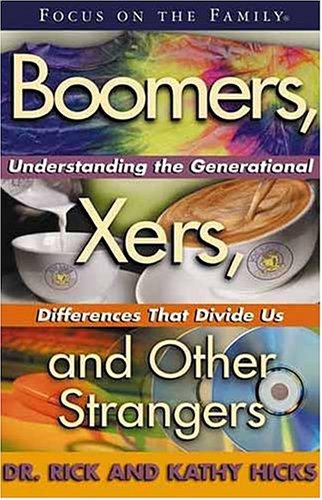 FOCUS ON THE FAMILY®
Boomers,
Understanding the Generational
Xers,
Differences That Divide Us
and Other
Strangers
DR. RICK AND KATHY HICKS